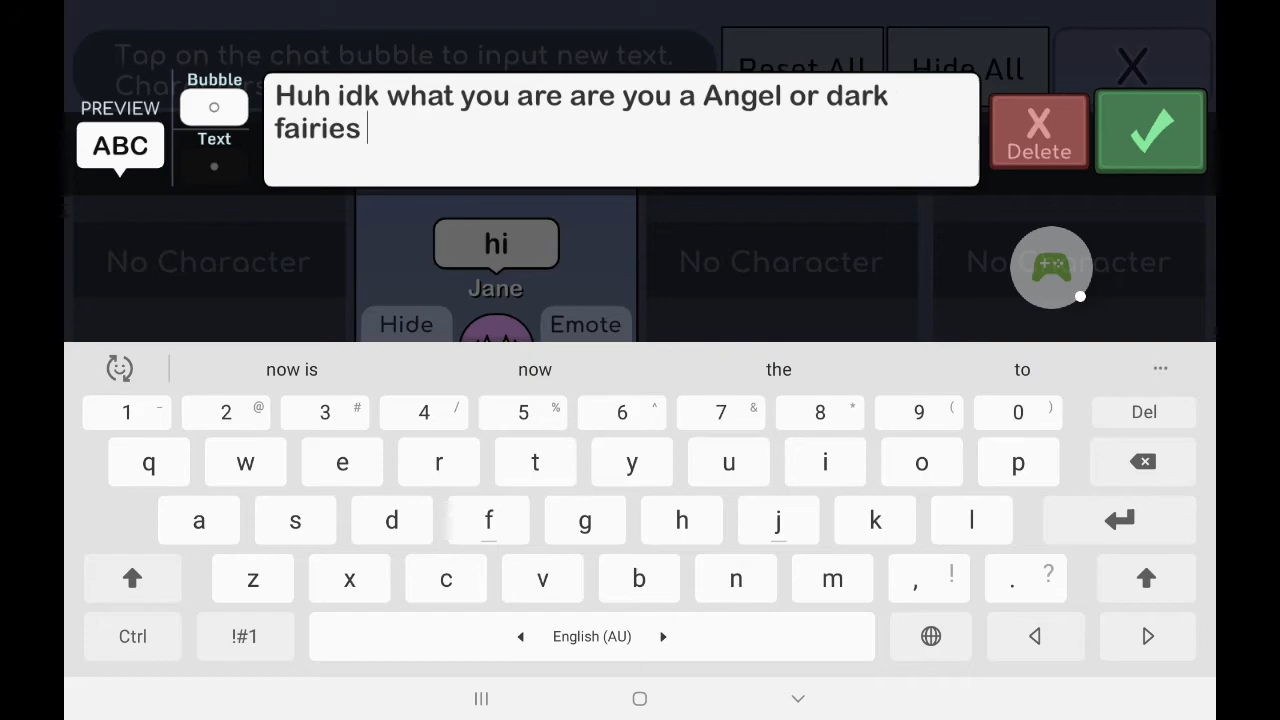 Tap on the chat bubble to input new text.
Reset All
Hide All
X
Bubble
PREVIEW
ABC
Text
Huh idk what you are are you a Angel or dark
fairies
X
Delete
No Character
hi
Jane
Hide
Emote
No Character
No Character
now is now the to ...
1 - 2 @ 3 # 4 / 5 % 6 ^ 7 & 8 * 9 ( 0 ) Del
q w e r t y u i o p
a s d f g h j k l
z x c v b n m , ! . ?
Ctrl !#1 English (AU)